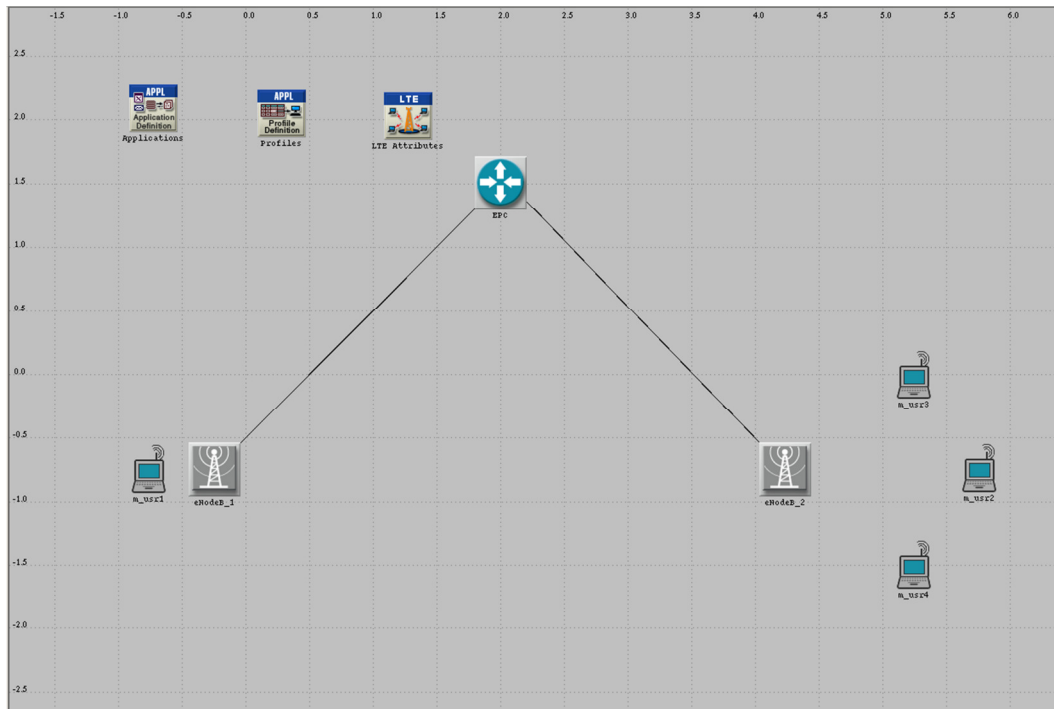 -1.5 -1.0 -0.5 0.0 0.5 1.0 1.5 2.0 2.5 3.0 3.5 4.0 4.5 5.0 5.5 6.0
2.5
APPL
Application
Definition
Applications
APPL
Profile
Definition
Profiles
LTE
LTE Attributes
2.0
1.5
EPC
1.0
0.5
0.0
m_usr3
-0.5
m_usr1
eNodeB_1
eNodeB_2
m_usr2
-1.0
-1.5
m_usr4
-2.0
-2.5